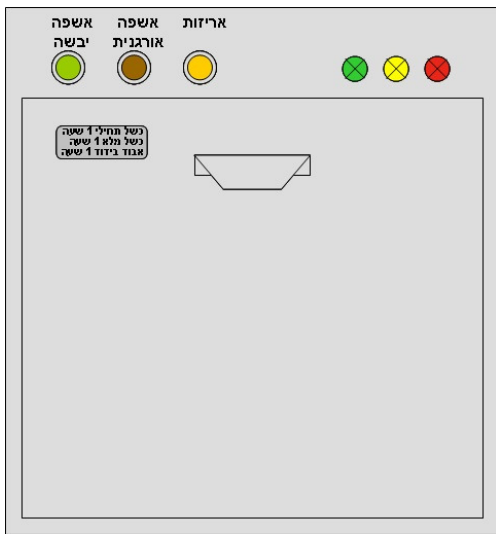 אשפה
יבשה
אשפה
אורגנית
אריזות
כשל תחילי 1 שעה
כשל מלא 1 שעה
אבוד בידוד 1 שעה